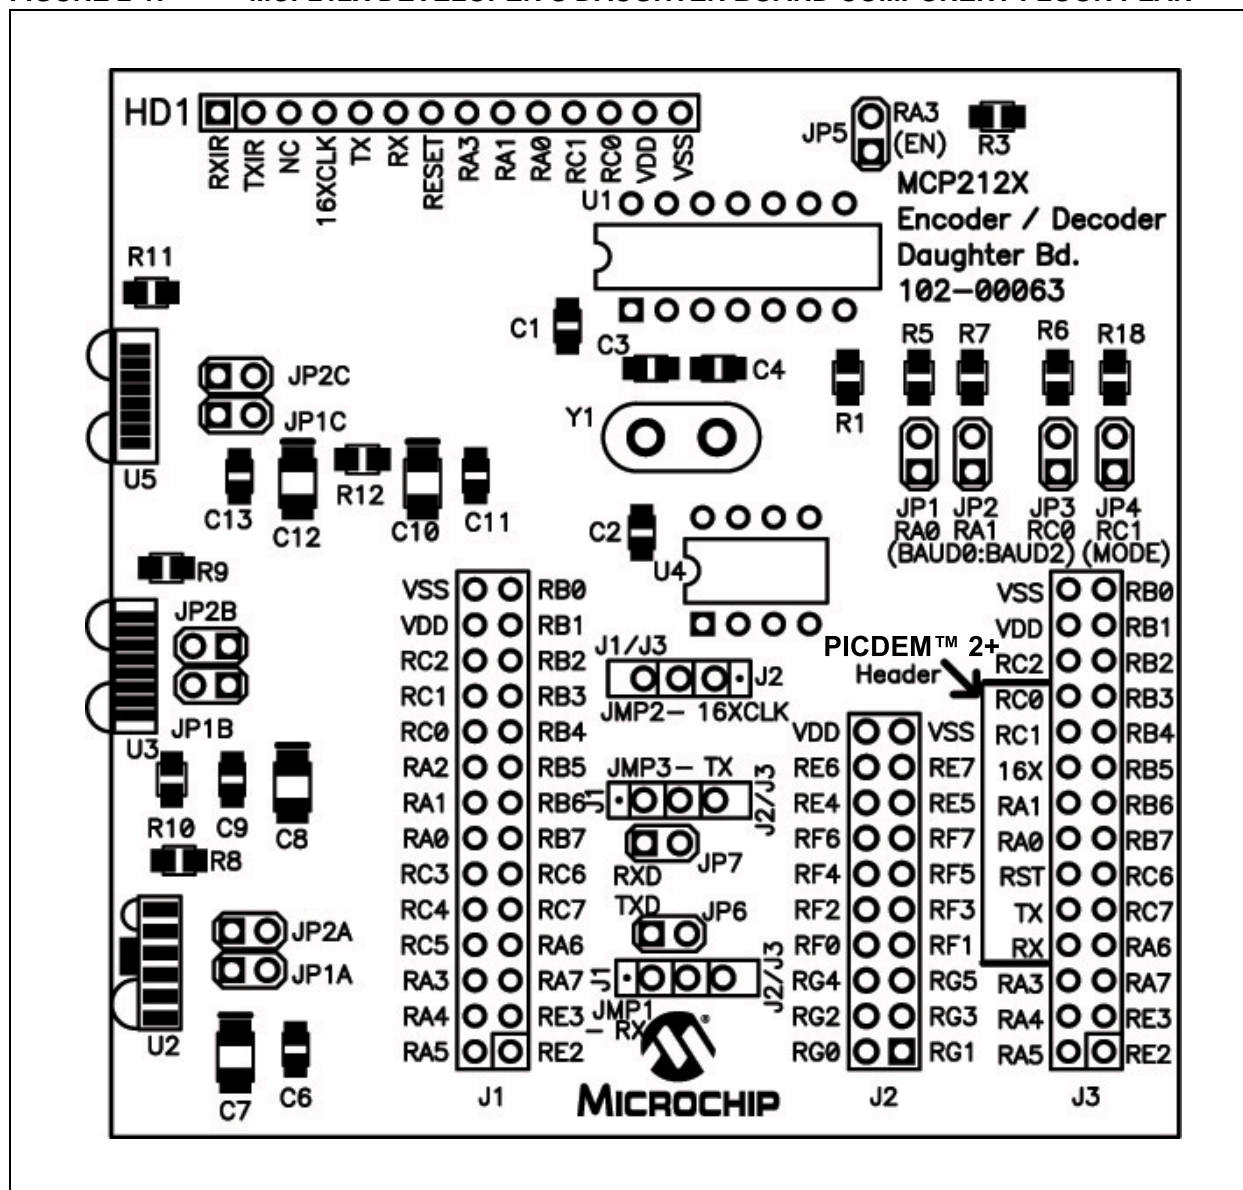 HD1
RXIR
TXIR
NC
16XCLK
TX
RX
RESET
RA3
RA1
RA0
RC1
RC0
VDD
VSS
JP5
RA3
(EN)
R3
MCP212X
Encoder / Decoder
Daughter Bd.
102-00063
U1
R11
C1
C3
C4
R5 R7 R6 R18
R1
JP2C
JP1C
Y1
U5
C13
C12
R12
C10
C11
C2
U4
JP1 JP2 JP3 JP4
RA0 RA1 RC0 RC1
(BAUD0:BAUD2) (MODE)
R9
JP2B
JP1B
U3
R10
C9
C8
R8
JP2A
JP1A
U2
C7
C6
VSS RB0
VDD RB1
RC2 RB2
RC1 RB3
RC0 RB4
RA2 RB5
RA1 RB6
RA0 RB7
RC3 RC6
RC4 RC7
RC5 RA6
RA3 RA7
RA4 RE3
RA5 RE2
J1
J1/J3
J2
JMP2- 16XCLK
JMP3- TX
J1
J2/J3
JP7
RXD
TXD
JP6
J1
J2/J3
JMP1
- RX
MICROCHIP
®
PICDEM™ 2+
Header
VDD VSS
RE6 RE7
RE4 RE5
RF6 RF7
RF4 RF5
RF2 RF3
RF0 RF1
RG4 RG5
RG2 RG3
RG0 RG1
J2
VSS RB0
VDD RB1
RC2 RB2
RC0 RB3
RC1 RB4
16X RB5
RA1 RB6
RA0 RB7
RST RC6
TX RC7
RX RA6
RA3 RA7
RA4 RE3
RA5 RE2
J3